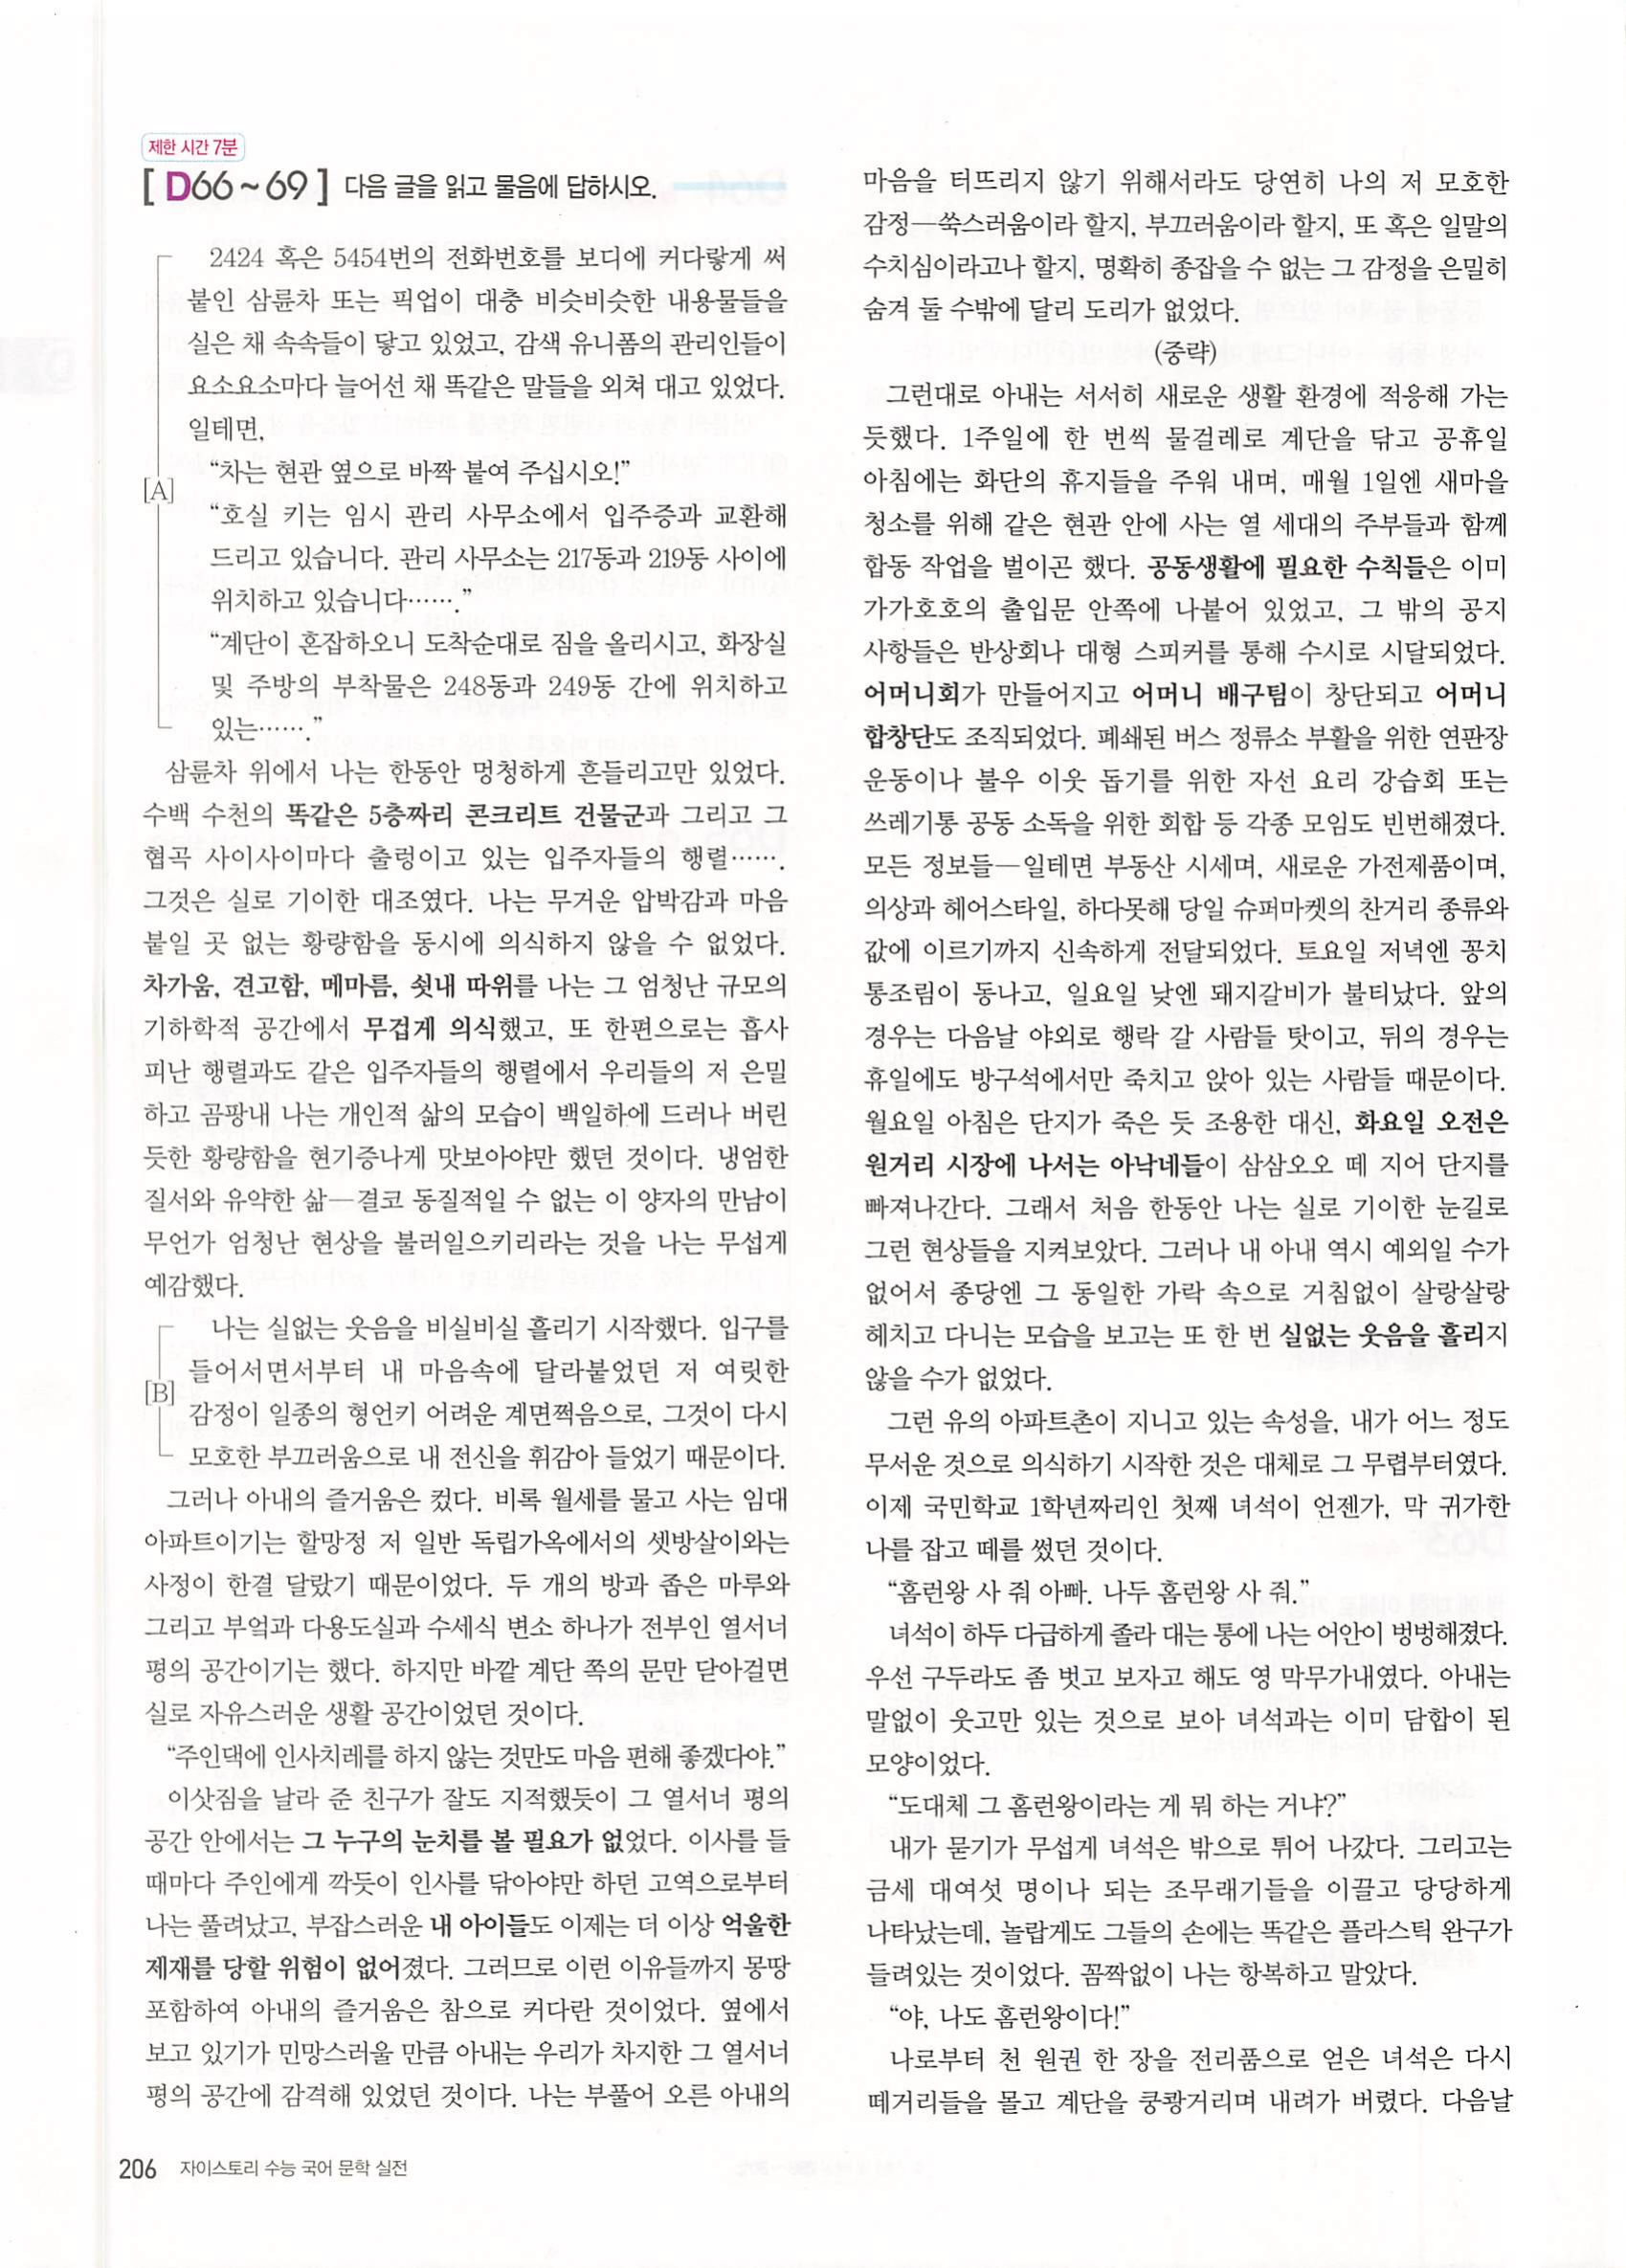 제한 시간 7분
[ D66~69 ] 다음 글을 읽고 물음에 답하시오.
2424 혹은 5454번의 전화번호를 보디에 커다랗게 써
붙인 삼륜차 또는 픽업이 대충 비슷비슷한 내용물들을
실은 채 속속들이 닿고 있었고, 감색 유니폼의 관리인들이
요소요소마다 늘어선 채 똑같은 말들을 외쳐 대고 있었다.
일테면,
“차는 현관 옆으로 바짝 붙여 주십시오!”
[A]
“호실 키는 임시 관리 사무소에서 입주증과 교환해
드리고 있습니다. 관리 사무소는 217동과 219동 사이에
위치하고 있습니다…….”
“계단이 혼잡하오니 도착순대로 짐을 올리시고, 화장실
및 주방의 부착물은 248동과 249동 간에 위치하고
있는…….”
삼륜차 위에서 나는 한동안 멍청하게 흔들리고만 있었다.
수백 수천의 똑같은 5층짜리 콘크리트 건물군과 그리고 그
협곡 사이사이마다 출렁이고 있는 입주자들의 행렬…….
그것은 실로 기이한 대조였다. 나는 무거운 압박감과 마음
붙일 곳 없는 황량함을 동시에 의식하지 않을 수 없었다.
차가움, 견고함, 메마름, 쇳내 따위를 나는 그 엄청난 규모의
기하학적 공간에서 무겁게 의식했고, 또 한편으로는 흡사
피난 행렬과도 같은 입주자들의 행렬에서 우리들의 저 은밀
하고 곰팡내 나는 개인적 삶의 모습이 백일하에 드러나 버린
듯한 황량함을 현기증나게 맛보아야만 했던 것이다. 냉엄한
질서와 유약한 삶—결코 동질적일 수 없는 이 양자의 만남이
무언가 엄청난 현상을 불러일으키리라는 것을 나는 무섭게
예감했다.
나는 실없는 웃음을 비실비실 흘리기 시작했다. 입구를
들어서면서부터 내 마음속에 달라붙었던 저 여릿한
[B]
감정이 일종의 형언키 어려운 계면쩍음으로, 그것이 다시
모호한 부끄러움으로 내 전신을 휘감아 들었기 때문이다.
그러나 아내의 즐거움은 컸다. 비록 월세를 물고 사는 임대
아파트이기는 할망정 저 일반 독립가옥에서의 셋방살이와는
사정이 한결 달랐기 때문이었다. 두 개의 방과 좁은 마루와
그리고 부엌과 다용도실과 수세식 변소 하나가 전부인 열서너
평의 공간이기는 했다. 하지만 바깥 계단 쪽의 문만 닫아걸면
실로 자유스러운 생활 공간이었던 것이다.
“주인댁에 인사치레를 하지 않는 것만도 마음 편해 좋겠다야.”
이삿짐을 날라 준 친구가 잘도 지적했듯이 그 열서너 평의
공간 안에서는 그 누구의 눈치를 볼 필요가 없었다. 이사를 들
때마다 주인에게 깍듯이 인사를 닦아야만 하던 고역으로부터
나는 풀려났고, 부잡스러운 내 아이들도 이제는 더 이상 억울한
제재를 당할 위험이 없어졌다. 그러므로 이런 이유들까지 몽땅
포함하여 아내의 즐거움은 참으로 커다란 것이었다. 옆에서
보고 있기가 민망스러울 만큼 아내는 우리가 차지한 그 열서너
평의 공간에 감격해 있었던 것이다. 나는 부풀어 오른 아내의
마음을 터뜨리지 않기 위해서라도 당연히 나의 저 모호한
감정—쑥스러움이라 할지, 부끄러움이라 할지, 또 혹은 일말의
수치심이라고나 할지, 명확히 종잡을 수 없는 그 감정을 은밀히
숨겨 둘 수밖에 달리 도리가 없었다.
(중략)
그런대로 아내는 서서히 새로운 생활 환경에 적응해 가는
듯했다. 1주일에 한 번씩 물걸레로 계단을 닦고 공휴일
아침에는 화단의 휴지들을 주워 내며, 매월 1일엔 새마을
청소를 위해 같은 현관 안에 사는 열 세대의 주부들과 함께
합동 작업을 벌이곤 했다. 공동생활에 필요한 수칙들은 이미
가가호호의 출입문 안쪽에 나붙어 있었고, 그 밖의 공지
사항들은 반상회나 대형 스피커를 통해 수시로 시달되었다.
어머니회가 만들어지고 어머니 배구팀이 창단되고 어머니
합창단도 조직되었다. 폐쇄된 버스 정류소 부활을 위한 연판장
운동이나 불우 이웃 돕기를 위한 자선 요리 강습회 또는
쓰레기통 공동 소독을 위한 회합 등 각종 모임도 빈번해졌다.
모든 정보들—일테면 부동산 시세며, 새로운 가전제품이며,
의상과 헤어스타일, 하다못해 당일 슈퍼마켓의 찬거리 종류와
값에 이르기까지 신속하게 전달되었다. 토요일 저녁엔 꽁치
통조림이 동나고, 일요일 낮엔 돼지갈비가 불티났다. 앞의
경우는 다음날 야외로 행락 갈 사람들 탓이고, 뒤의 경우는
휴일에도 방구석에서만 죽치고 앉아 있는 사람들 때문이다.
월요일 아침은 단지가 죽은 듯 조용한 대신, 화요일 오전은
원거리 시장에 나서는 아낙네들이 삼삼오오 떼 지어 단지를
빠져나간다. 그래서 처음 한동안 나는 실로 기이한 눈길로
그런 현상들을 지켜보았다. 그러나 내 아내 역시 예외일 수가
없어서 종당엔 그 동일한 가락 속으로 거침없이 살랑살랑
헤치고 다니는 모습을 보고는 또 한 번 실없는 웃음을 흘리지
않을 수가 없었다.
그런 유의 아파트촌이 지니고 있는 속성을, 내가 어느 정도
무서운 것으로 의식하기 시작한 것은 대체로 그 무렵부터였다.
이제 국민학교 1학년짜리인 첫째 녀석이 언젠가, 막 귀가한
나를 잡고 떼를 썼던 것이다.
“홈런왕 사 줘 아빠. 나두 홈런왕 사 줘.”
녀석이 하두 다급하게 졸라 대는 통에 나는 어안이 벙벙해졌다.
우선 구두라도 좀 벗고 보자고 해도 영 막무가내였다. 아내는
말없이 웃고만 있는 것으로 보아 녀석과는 이미 담합이 된
모양이었다.
“도대체 그 홈런왕이라는 게 뭐 하는 거냐?”
내가 묻기가 무섭게 녀석은 밖으로 튀어 나갔다. 그리고는
금세 대여섯 명이나 되는 조무래기들을 이끌고 당당하게
나타났는데, 놀랍게도 그들의 손에는 똑같은 플라스틱 완구가
들려있는 것이었다. 꼼짝없이 나는 항복하고 말았다.
“야, 나도 홈런왕이다!”
나로부터 천 원권 한 장을 전리품으로 얻은 녀석은 다시
떼거리들을 몰고 계단을 쿵쾅거리며 내려가 버렸다. 다음날
206 자이스토리 수능 국어 문학 실전